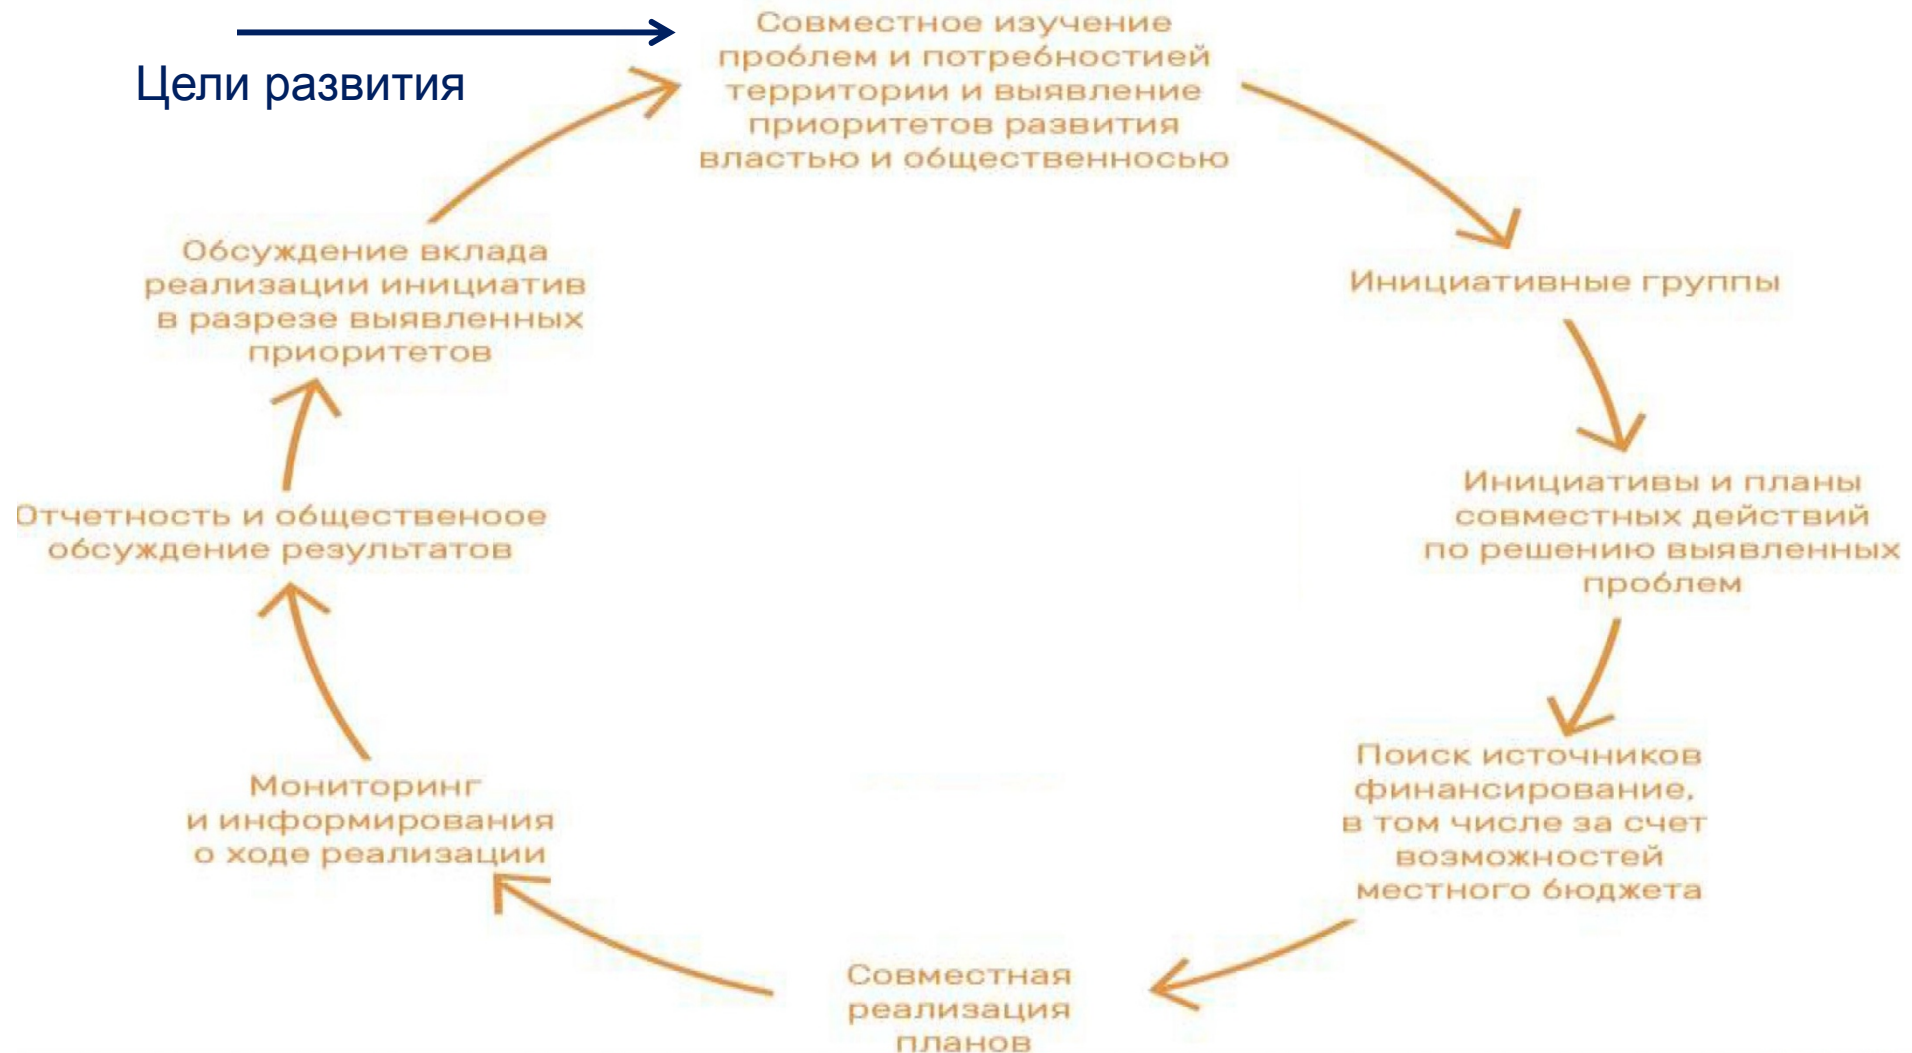 Цели развития
Совместное изучение
проблем и потребностией
территории и выявление
приоритетов развития
властью и общественносью
Инициативные группы
Инициативы и планы
совместных действий
по решению выявленных
проблем
Поиск источников
финансирование,
в том числе за счет
возможностей
местного бюджета
Совместная
реализация
планов
Мониторинг
и информирования
о ходе реализации
Отчетность и общественоое
обсуждение результатов
Обсуждение вклада
реализации инициатив
в разрезе выявленных
приоритетов